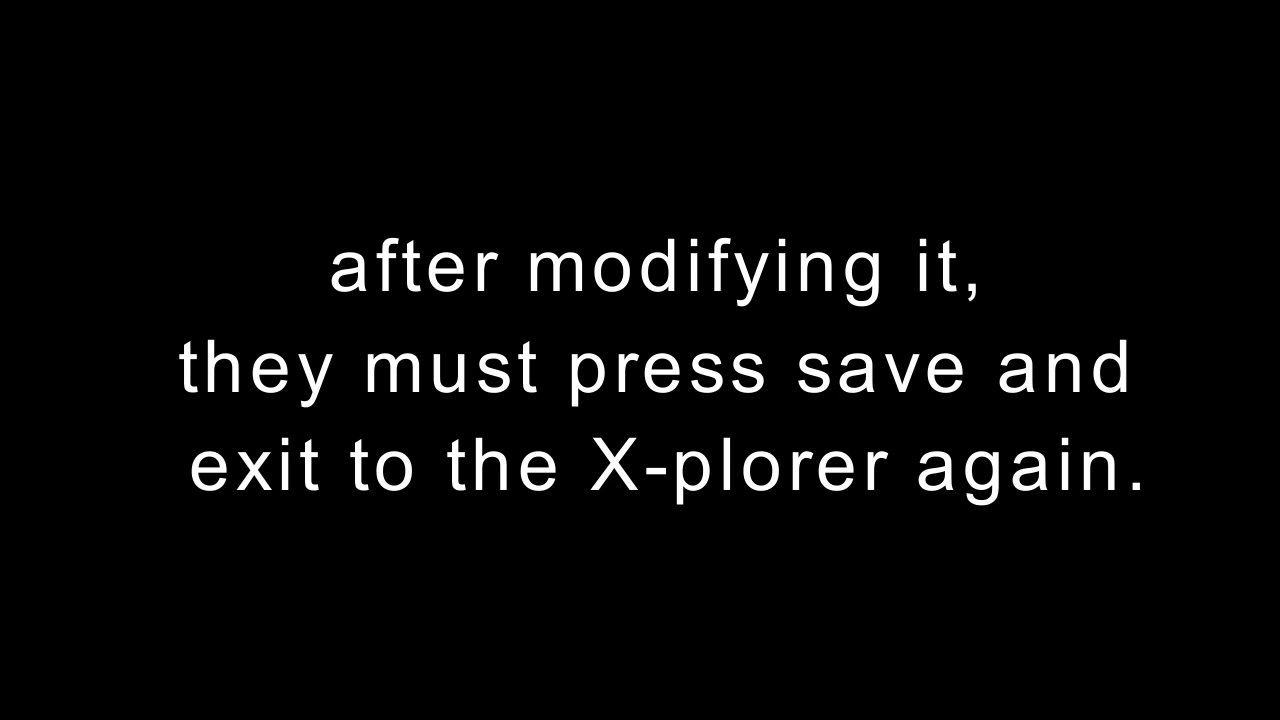 after modifying it,
they must press save and
exit to the X-plorer again.